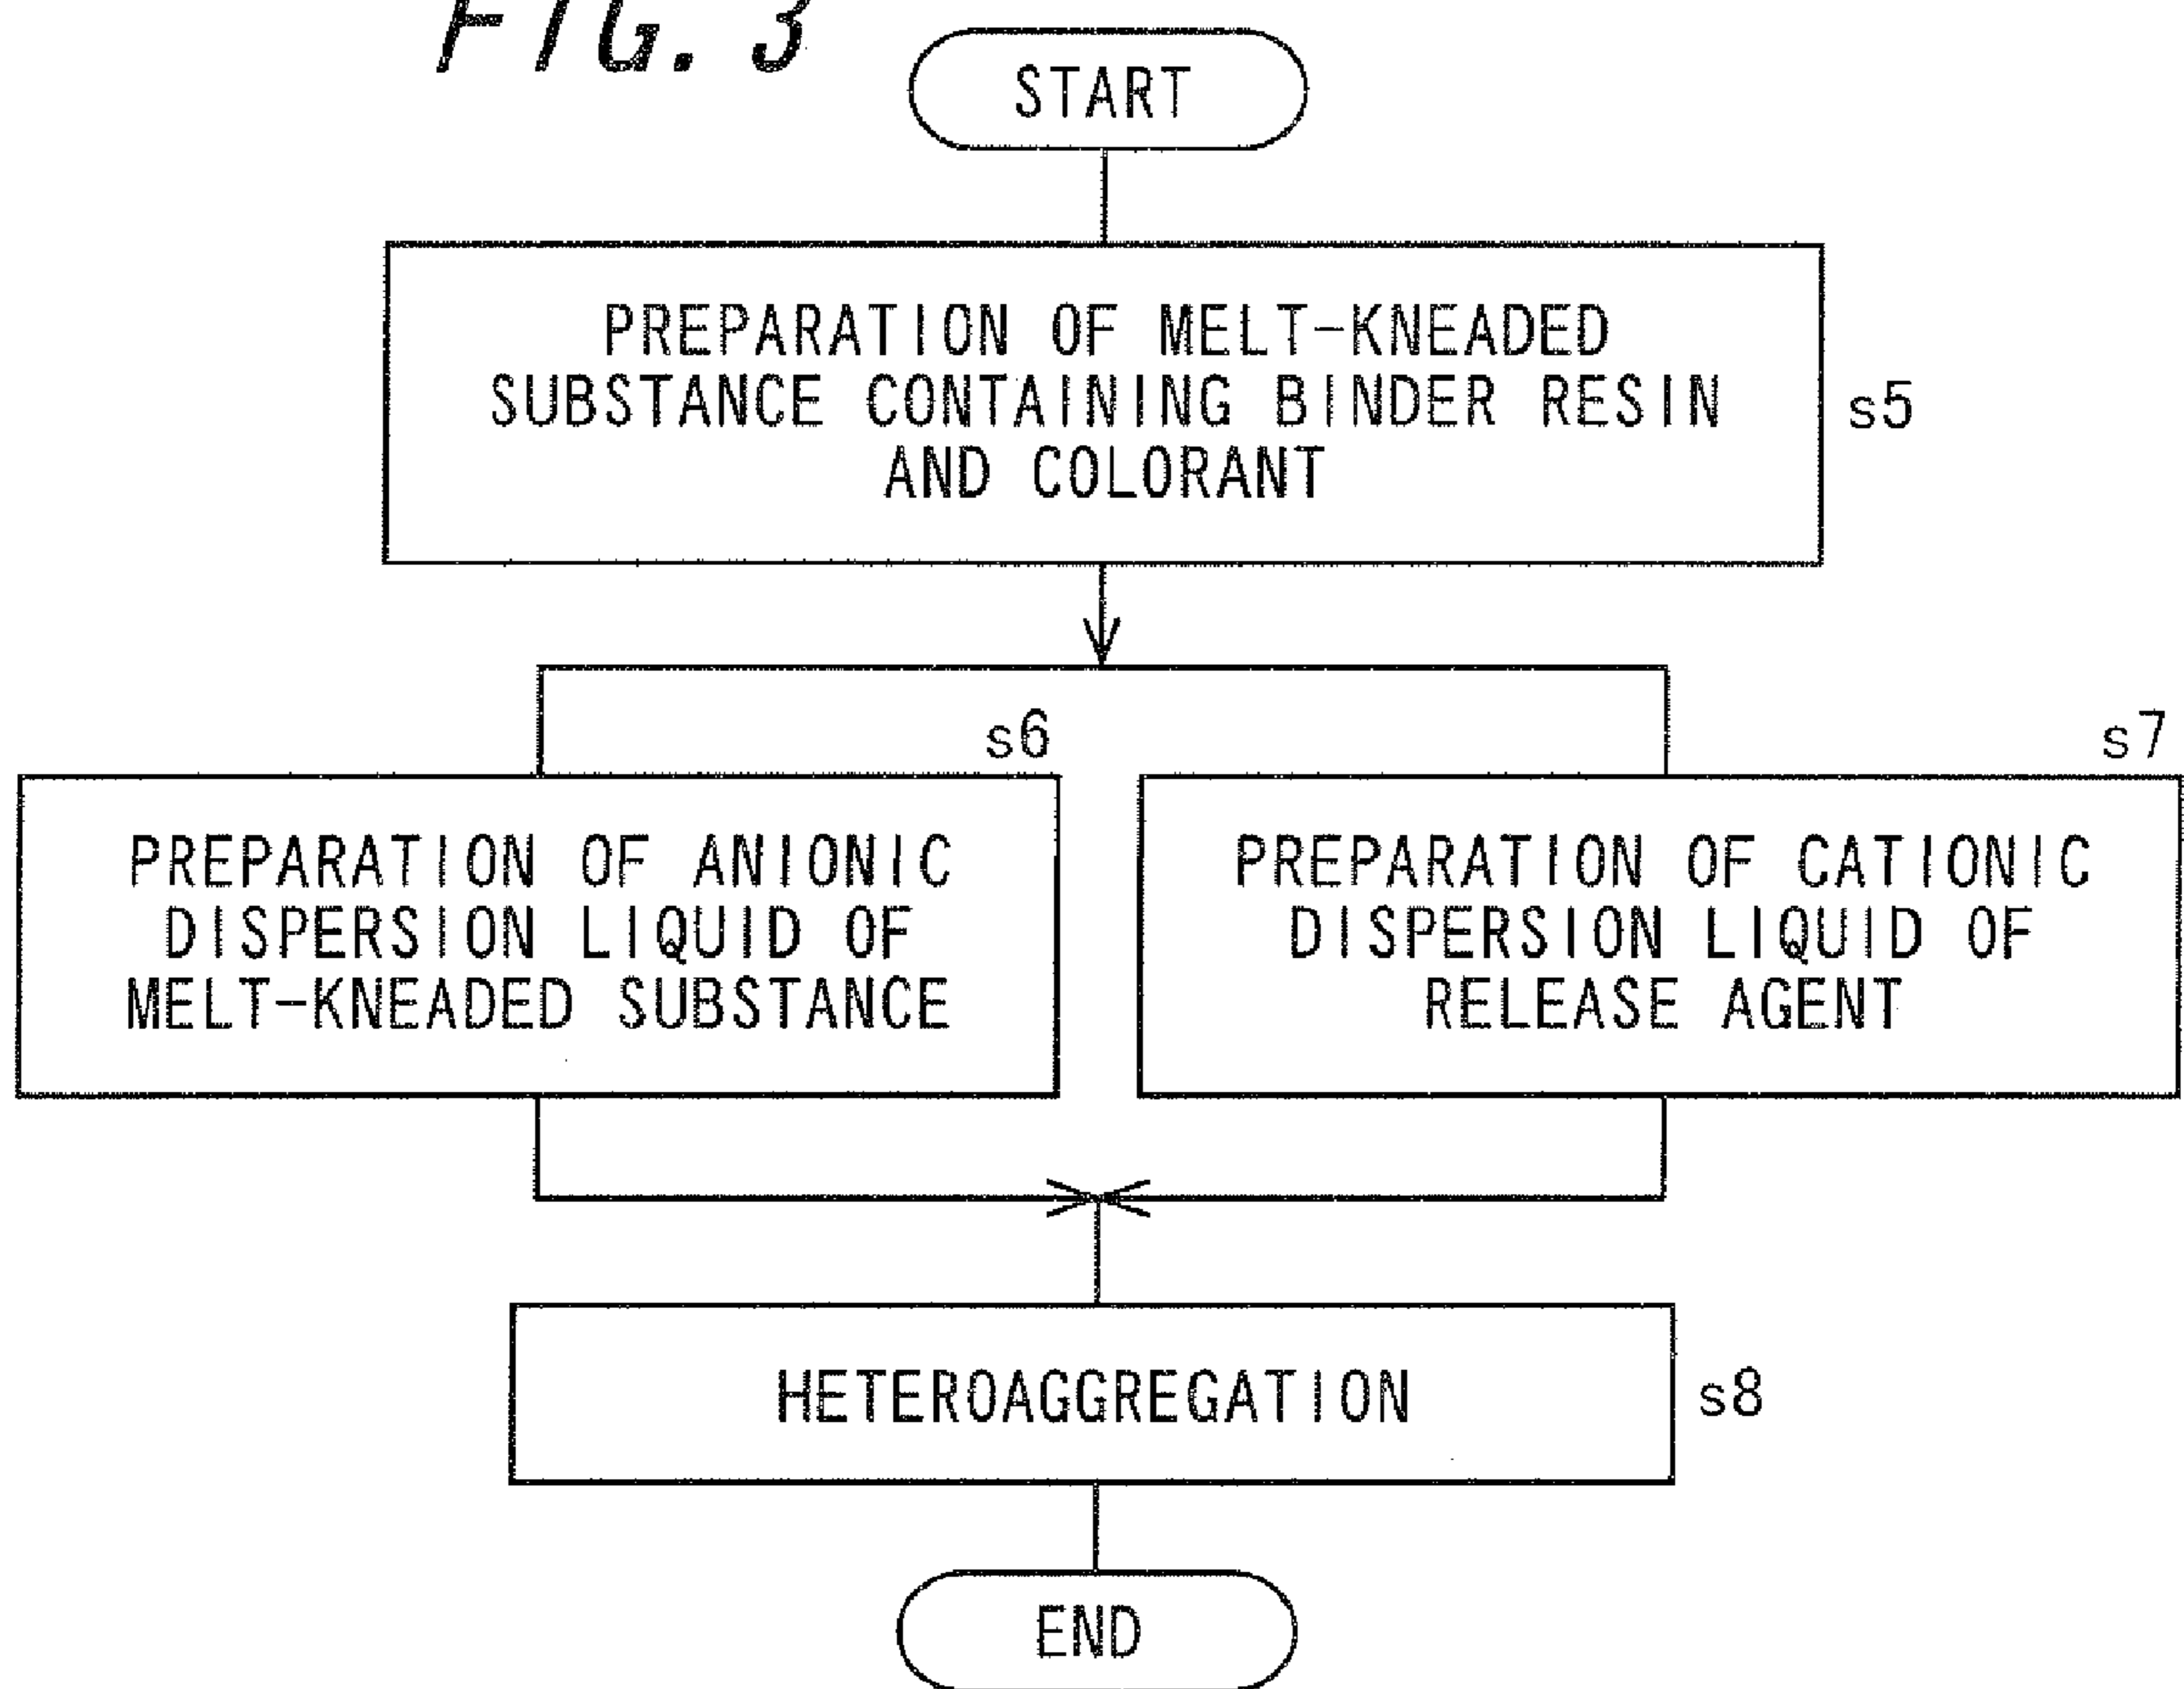 FIG. 3
START
PREPARATION OF MELT-KNEADED
SUBSTANCE CONTAINING BINDER RESIN
AND COLORANT
s5
s6
s7
PREPARATION OF ANIONIC
DISPERSION LIQUID OF
MELT-KNEADED SUBSTANCE
PREPARATION OF CATIONIC
DISPERSION LIQUID OF
RELEASE AGENT
HETEROAGGREGATION
s8
END